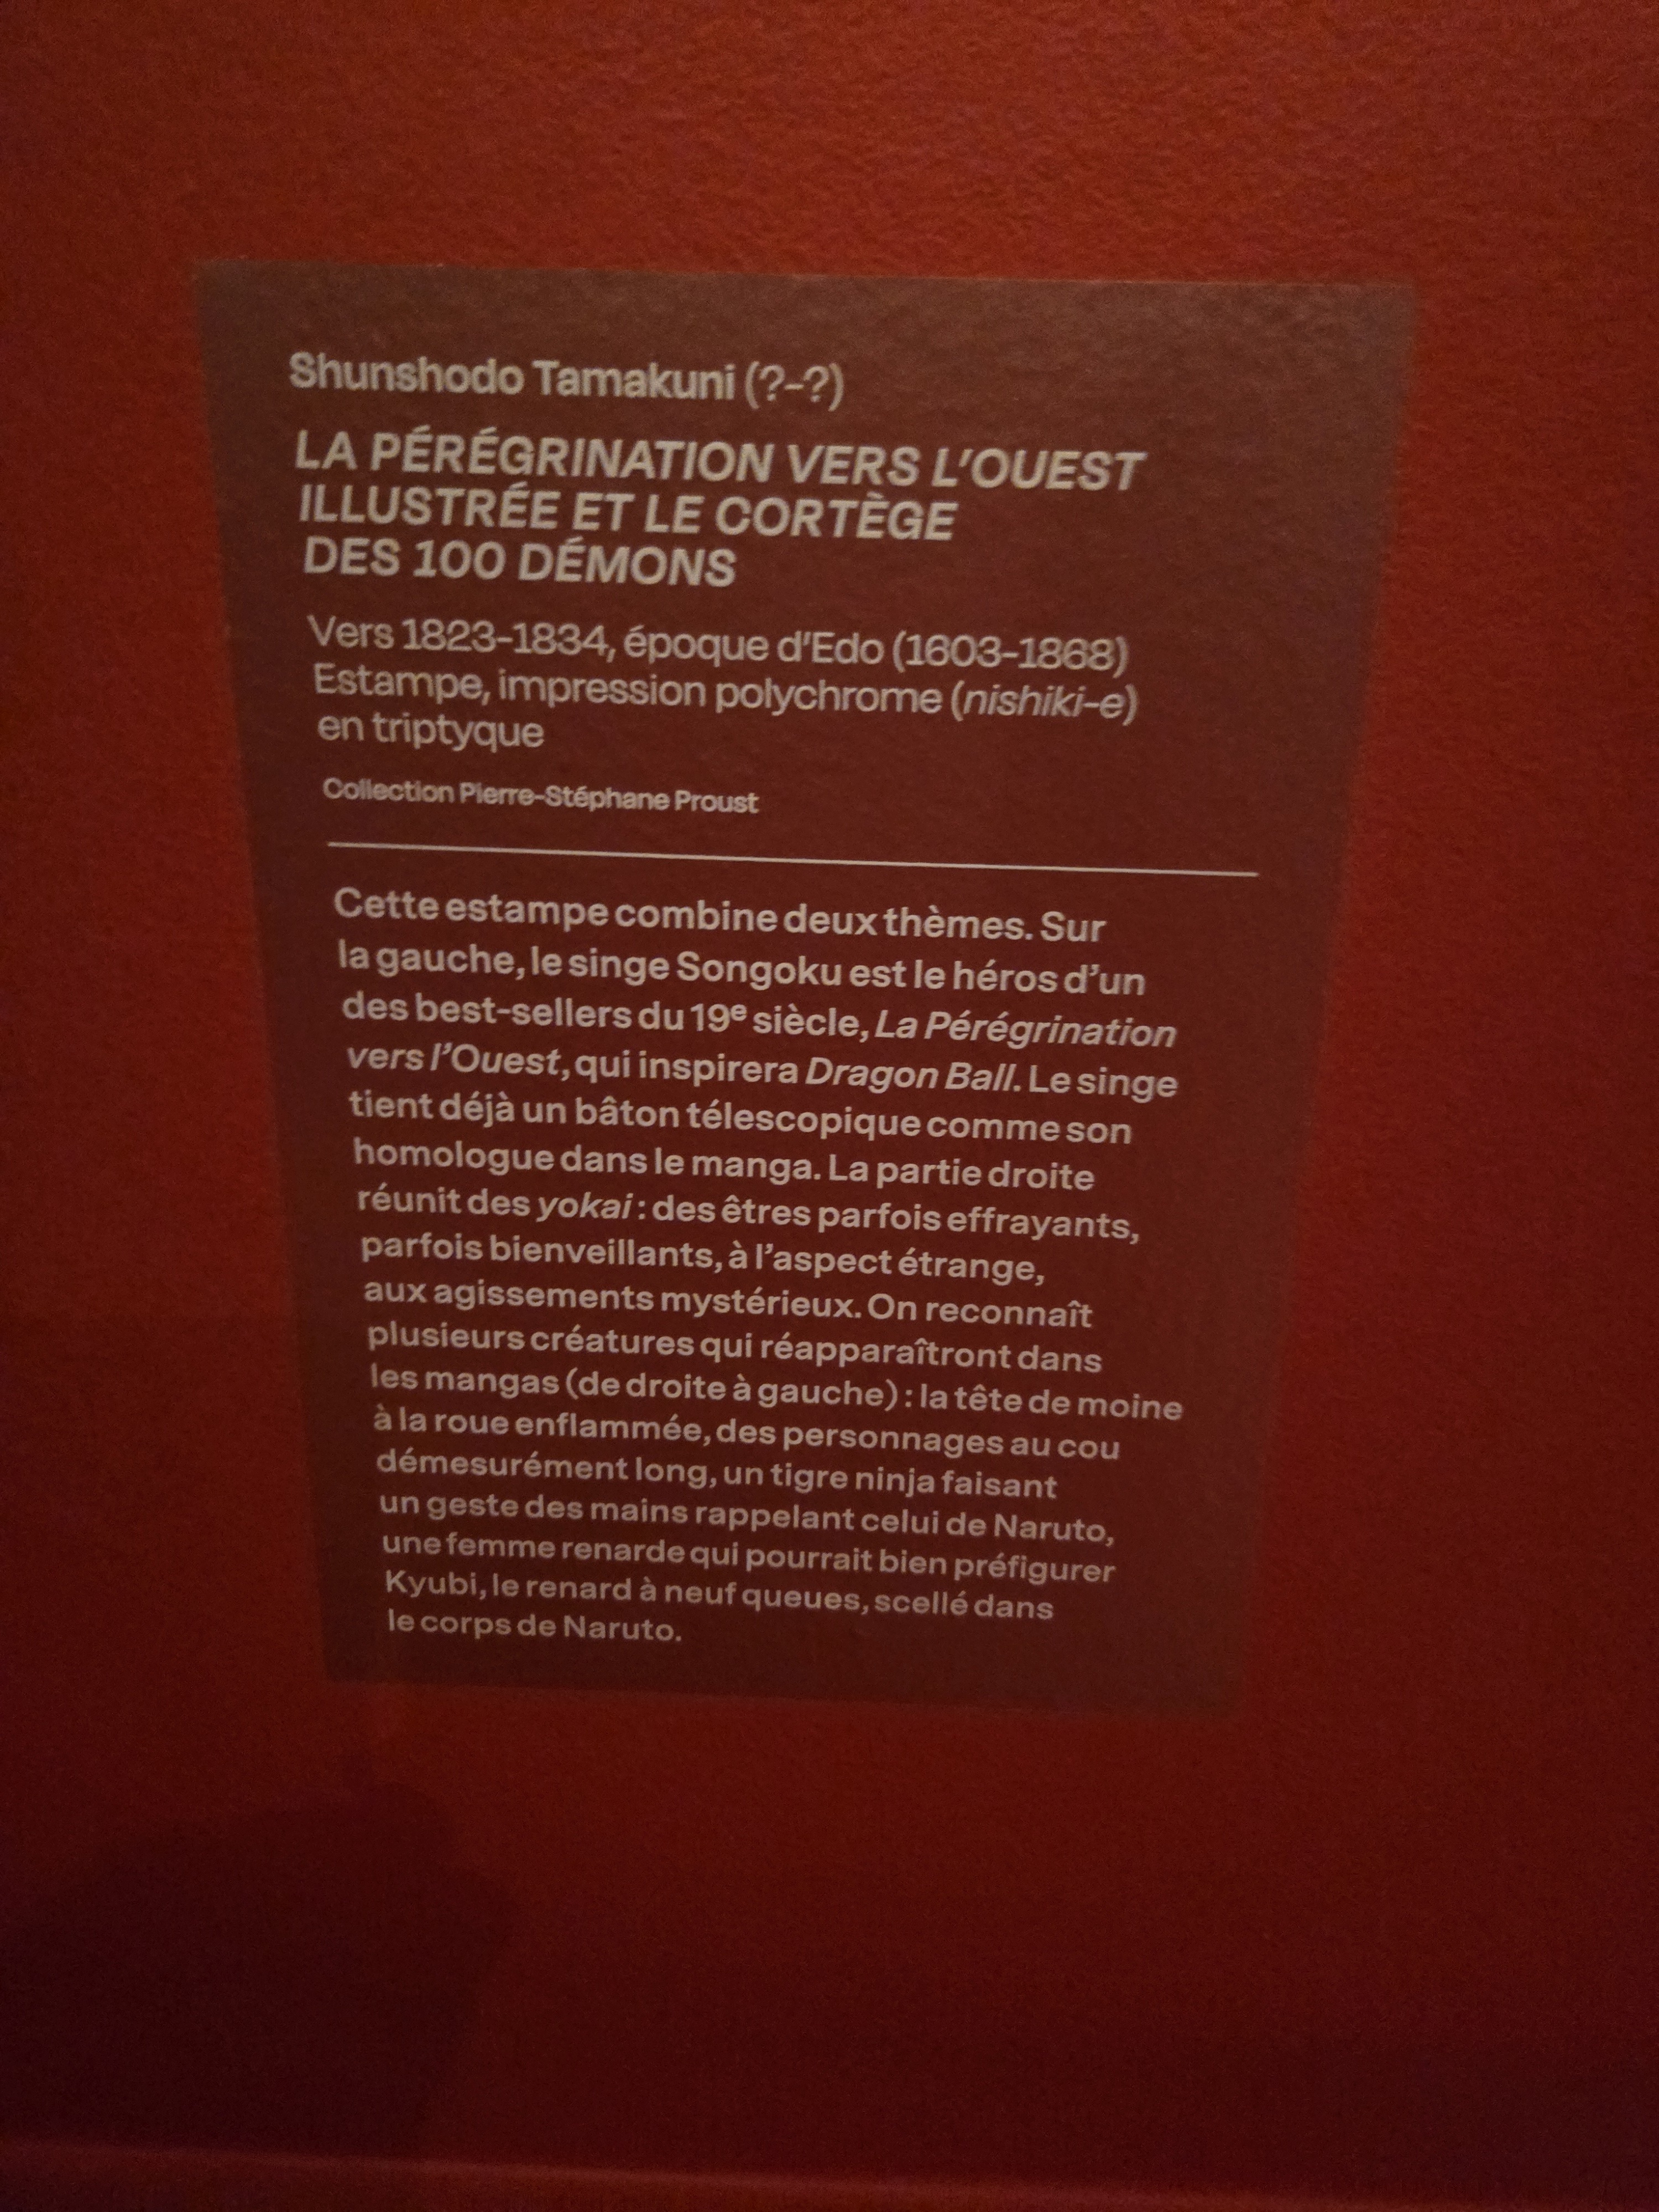 Shunshodo Tamakuni (?-?)
LA PÉRÉGRINATION VERS L'OUEST
ILLUSTRÉE ET LE CORTÈGE
DES 100 DÉMONS
Vers 1823-1834, époque d'Edo (1603-1868)
Estampe, impression polychrome (nishiki-e)
en triptyque
Collection Pierre-Stéphane Proust
Cette estampe combine deux thèmes. Sur
la gauche, le singe Songoku est le héros d'un
des best-sellers du 19e siècle, La Pérégrination
vers l'Ouest, qui inspirera Dragon Ball. Le singe
tient déjà un bâton télescopique comme son
homologue dans le manga. La partie droite
réunit des yokai : des êtres parfois effrayants,
parfois bienveillants, à l'aspect étrange,
aux agissements mystérieux. On reconnaît
plusieurs créatures qui réapparaîtront dans
les mangas (de droite à gauche) : la tête de moine
à la roue enflammée, des personnages au cou
démesurément long, un tigre ninja faisant
un geste des mains rappelant celui de Naruto,
une femme renarde qui pourrait bien préfigurer
Kyubi, le renard à neuf queues, scellé dans
le corps de Naruto.